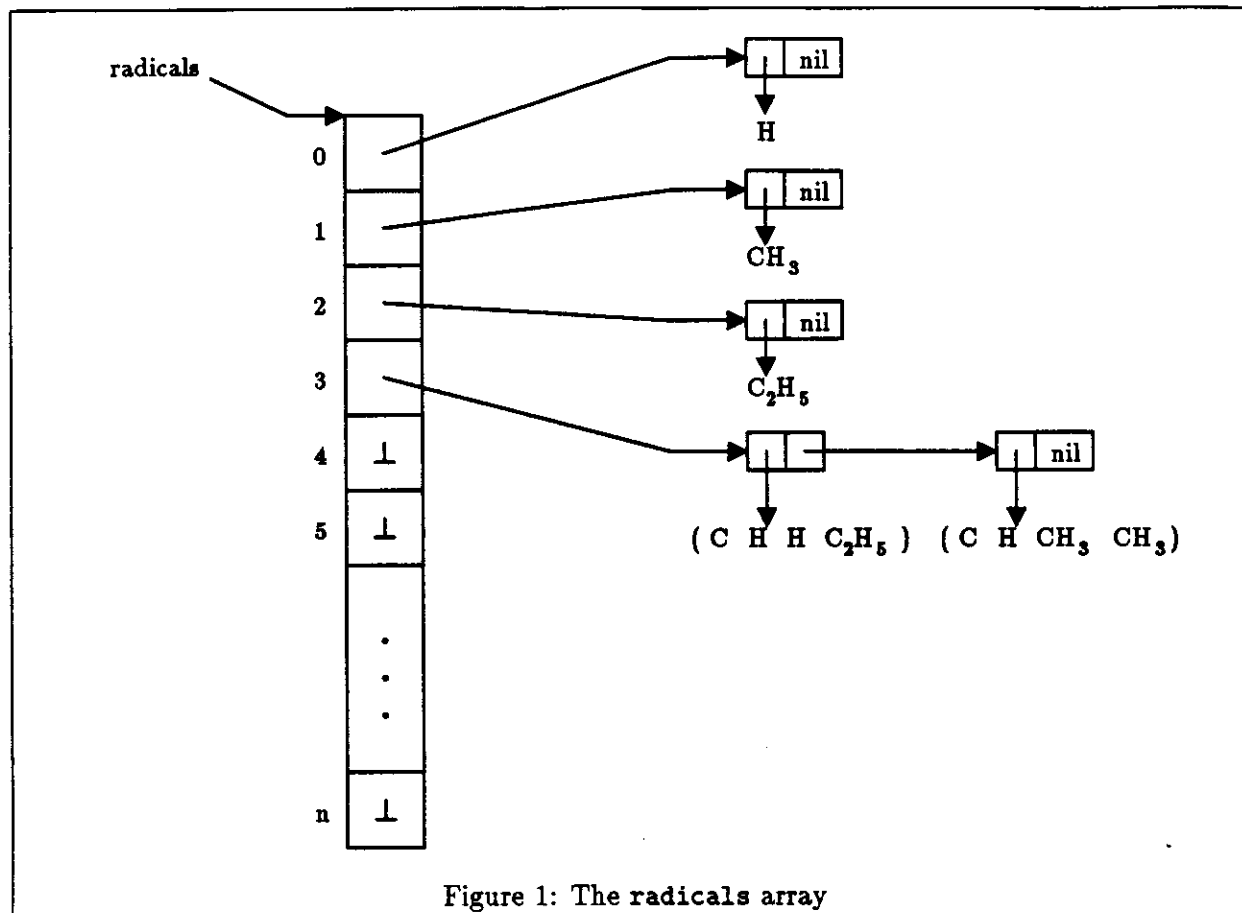 radicals
nil
H
0
nil
1
CH₃
nil
2
C₂H₅
3
nil
4 ⊥
5 ⊥
( C H H C₂H₅ ) ( C H CH₃ CH₃)
n ⊥
Figure 1: The radicals array